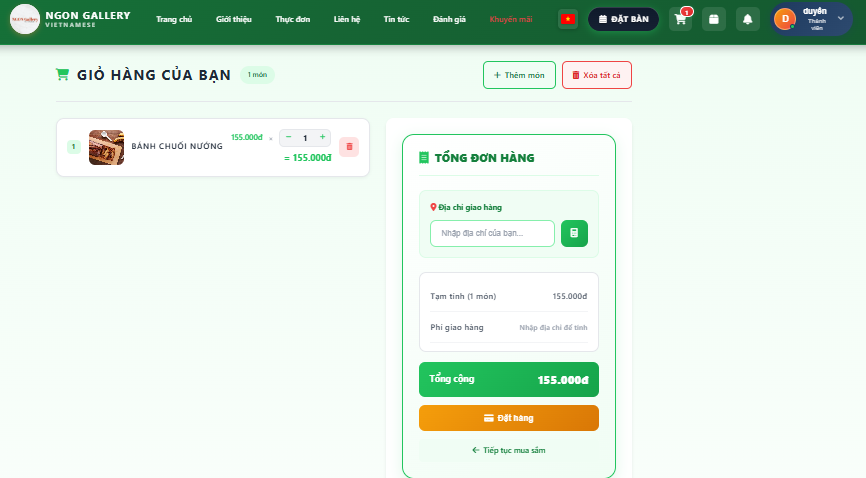 NGON GALLERY
VIETNAMESE
Trang chủ
Giới thiệu
Thực đơn
Liên hệ
Tin tức
Đánh giá
Khuyến mãi
ĐẶT BÀN
1
D
duyên
Thành viên
GIỎ HÀNG CỦA BẠN
1 món
+ Thêm món
Xóa tất cả
1
BÁNH CHUỐI NƯỚNG
155.000đ × − 1 +
= 155.000đ
TỔNG ĐƠN HÀNG
Địa chỉ giao hàng
Nhập địa chỉ của bạn...
Tạm tính (1 món) 155.000đ
Phí giao hàng Nhập địa chỉ để tính
Tổng cộng 155.000đ
Đặt hàng
← Tiếp tục mua sắm